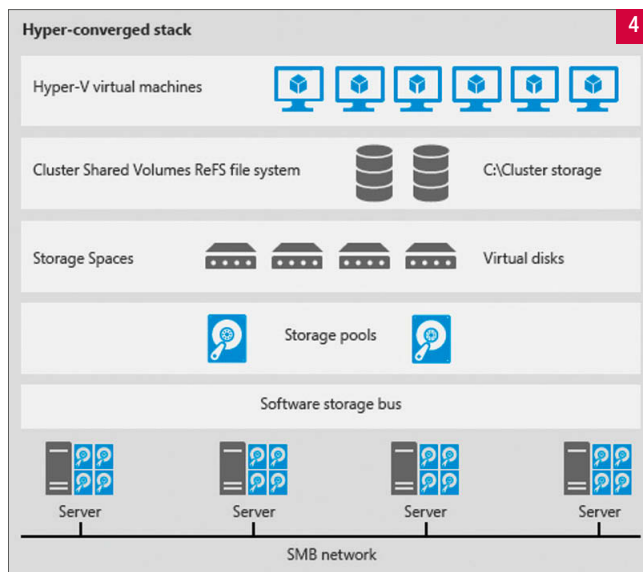 Hyper-converged stack
4
Hyper-V virtual machines
Cluster Shared Volumes ReFS file system
C:\Cluster storage
Storage Spaces
Virtual disks
Storage pools
Software storage bus
Server
Server
Server
Server
SMB network